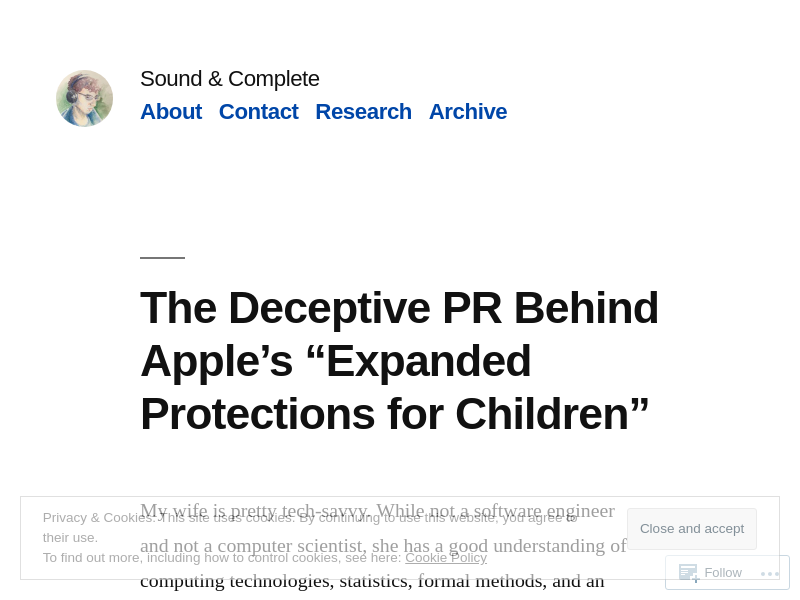 Sound & Complete
About Contact Research Archive
The Deceptive PR Behind
Apple’s “Expanded
Protections for Children”
My wife is pretty tech-savvy. While not a software engineer
and not a computer scientist, she has a good understanding of
computing technologies, statistics, formal methods, and an
Privacy & Cookies: This site uses cookies. By continuing to use this website, you agree to
their use.
To find out more, including how to control cookies, see here: Cookie Policy
Close and accept
Follow